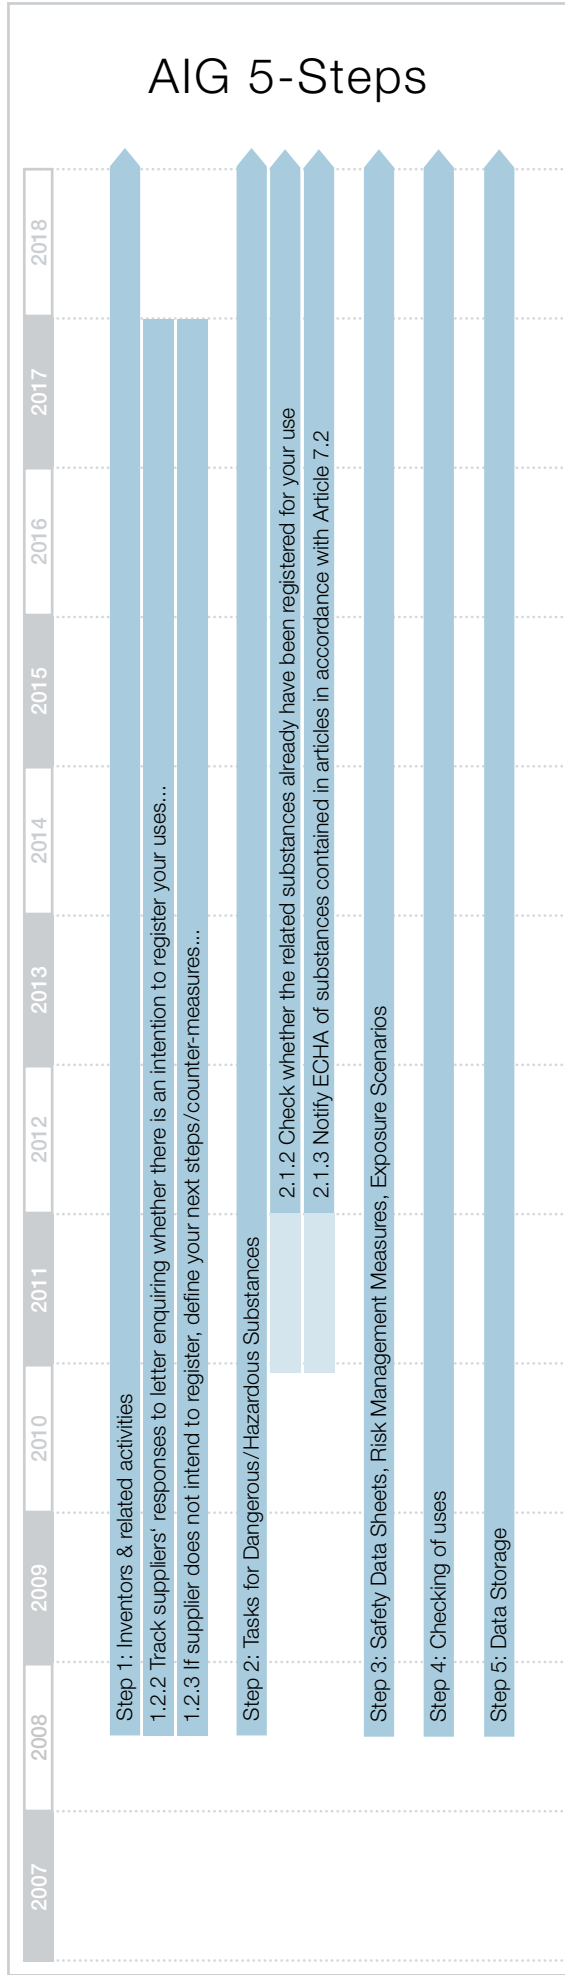 AIG 5-Steps
2018
2017
2016
2015
2014
2013
2012
2011
2010
2009
2008
2007
Step 1: Inventors & related activities
1.2.2 Track suppliers' responses to letter enquiring whether there is an intention to register your uses...
1.2.3 If supplier does not intend to register, define your next steps/counter-measures...
Step 2: Tasks for Dangerous/Hazardous Substances
2.1.2 Check whether the related substances already have been registered for your use
2.1.3 Notify ECHA of substances contained in articles in accordance with Article 7.2
Step 3: Safety Data Sheets, Risk Management Measures, Exposure Scenarios
Step 4: Checking of uses
Step 5: Data Storage